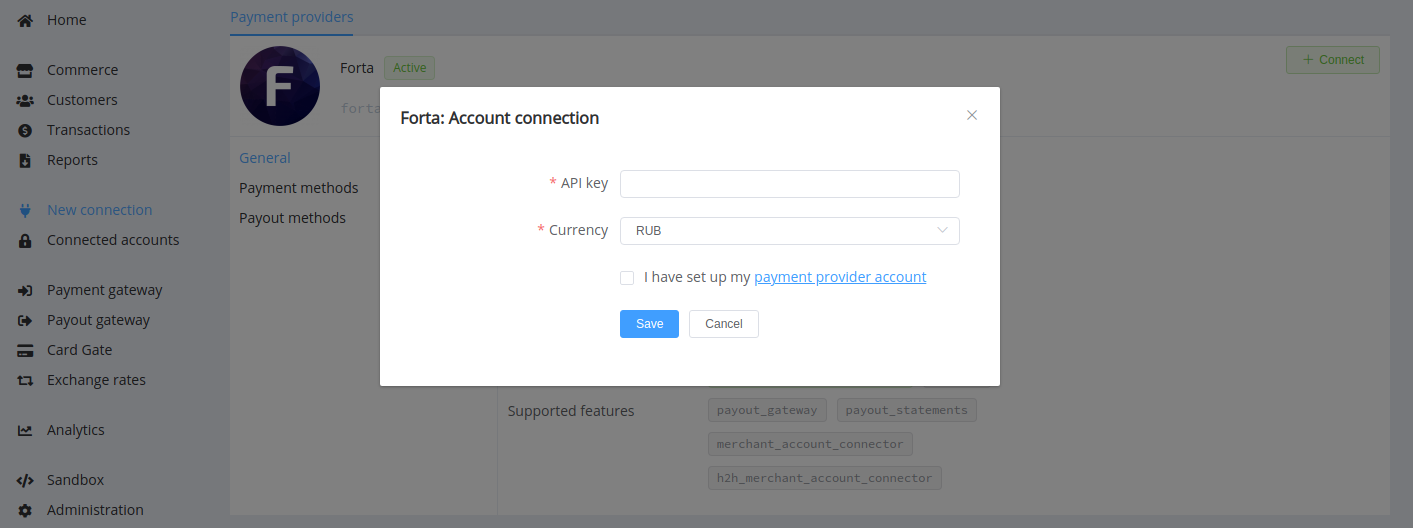 Home
Commerce
Customers
Transactions
Reports
New connection
Connected accounts
Payment gateway
Payout gateway
Card Gate
Exchange rates
Analytics
Sandbox
Administration
Payment providers
F
Forta Active
+ Connect
forta
General
Payment methods
Payout methods
Forta: Account connection
* API key
* Currency RUB
I have set up my payment provider account
Save Cancel
Supported features
payout_gateway payout_statements
merchant_account_connector
h2h_merchant_account_connector